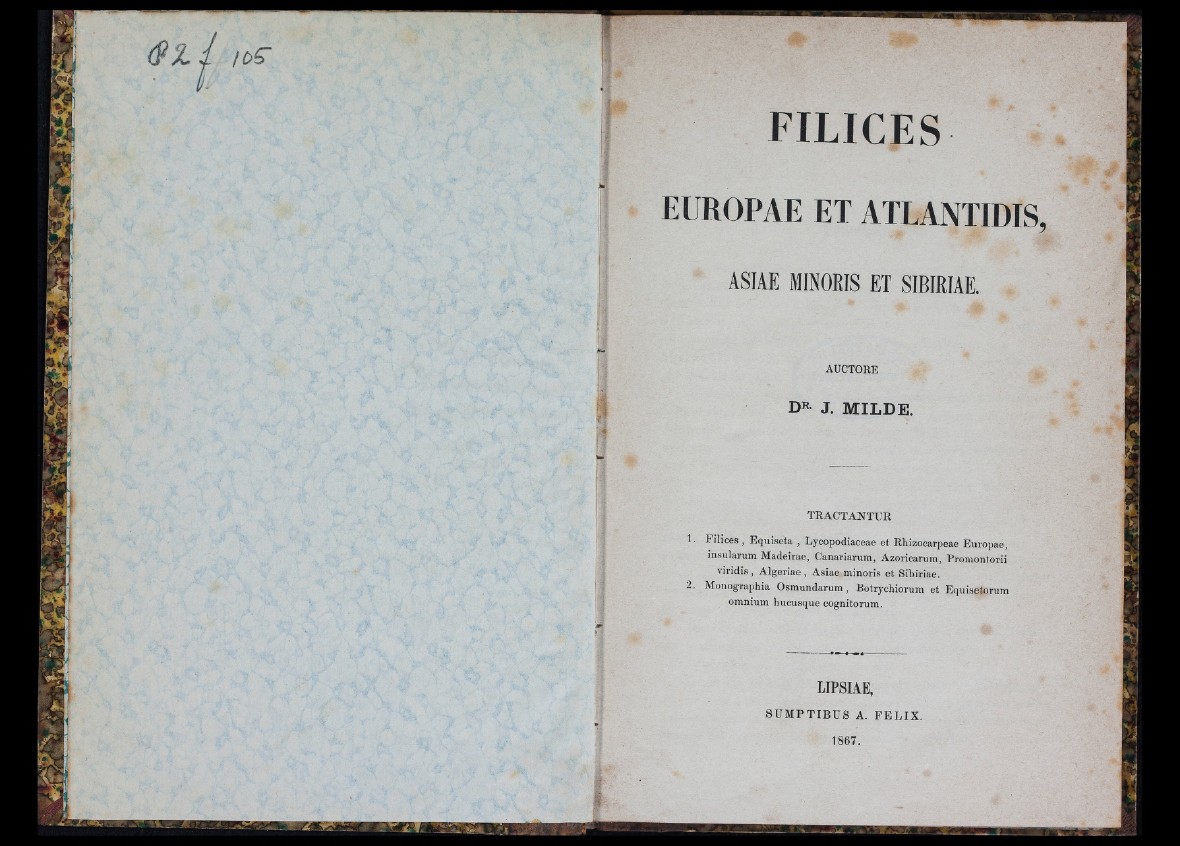 P2f 105
FILICES
EUROPAE ET ATLANTIDIS,
ASIAE MINORIS ET SIBIRIAE.
AUCTORE
DR. J. MILDE.
TRACTANTUR
1. Filices, Equiseta, Lycopodiaceae et Rhizocarpeae Europae,
insularum Madeirae, Canariarum, Azoricarum, Promontorii
viridis, Algeriae, Asiae minoris et Sibiriae.
2. Monographia Osmundarum, Botrychiorum et Equisetorum
omnium hucusque cognitorum.
LIPSIAE,
SUMPTIBUS A. FELIX.
1867.